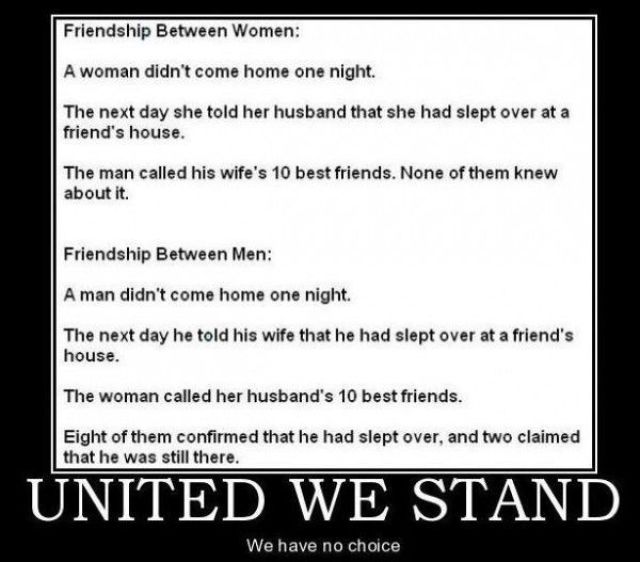 Friendship Between Women:
A woman didn't come home one night.
The next day she told her husband that she had slept over at a
friend's house.
The man called his wife's 10 best friends. None of them knew
about it.
Friendship Between Men:
A man didn't come home one night.
The next day he told his wife that he had slept over at a friend's
house.
The woman called her husband's 10 best friends.
Eight of them confirmed that he had slept over, and two claimed
that he was still there.
UNITED WE STAND
We have no choice